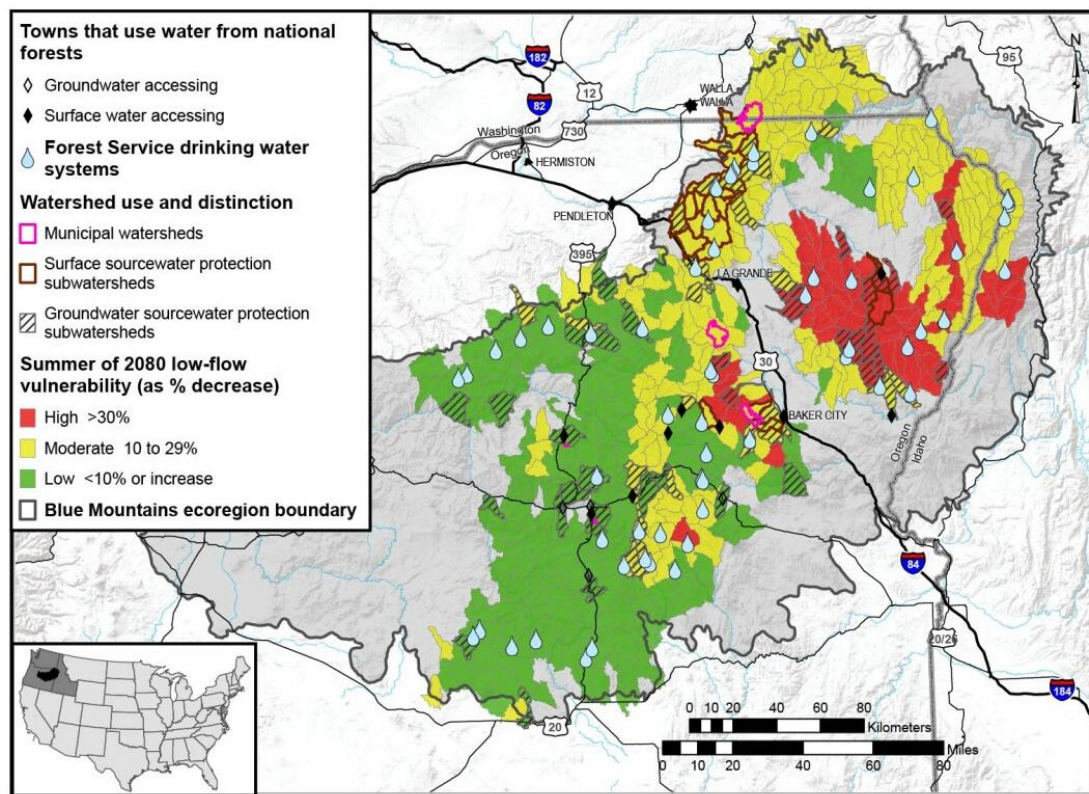 Towns that use water from national
forests
Groundwater accessing
Surface water accessing
Forest Service drinking water
systems
Watershed use and distinction
Municipal watersheds
Surface sourcewater protection
subwatersheds
Groundwater sourcewater protection
subwatersheds
Summer of 2080 low-flow
vulnerability (as % decrease)
High >30%
Moderate 10 to 29%
Low <10% or increase
Blue Mountains ecoregion boundary
182
82
12
95
N
WALLA
WALLA
Washington
730
Oregon
HERMISTON
PENDLETON
395
LA GRANDE
30
BAKER CITY
Oregon
Idaho
84
20/26
184
20
0 10 20 40 60 80
Kilometers
Miles
0 10 20 40 60 80